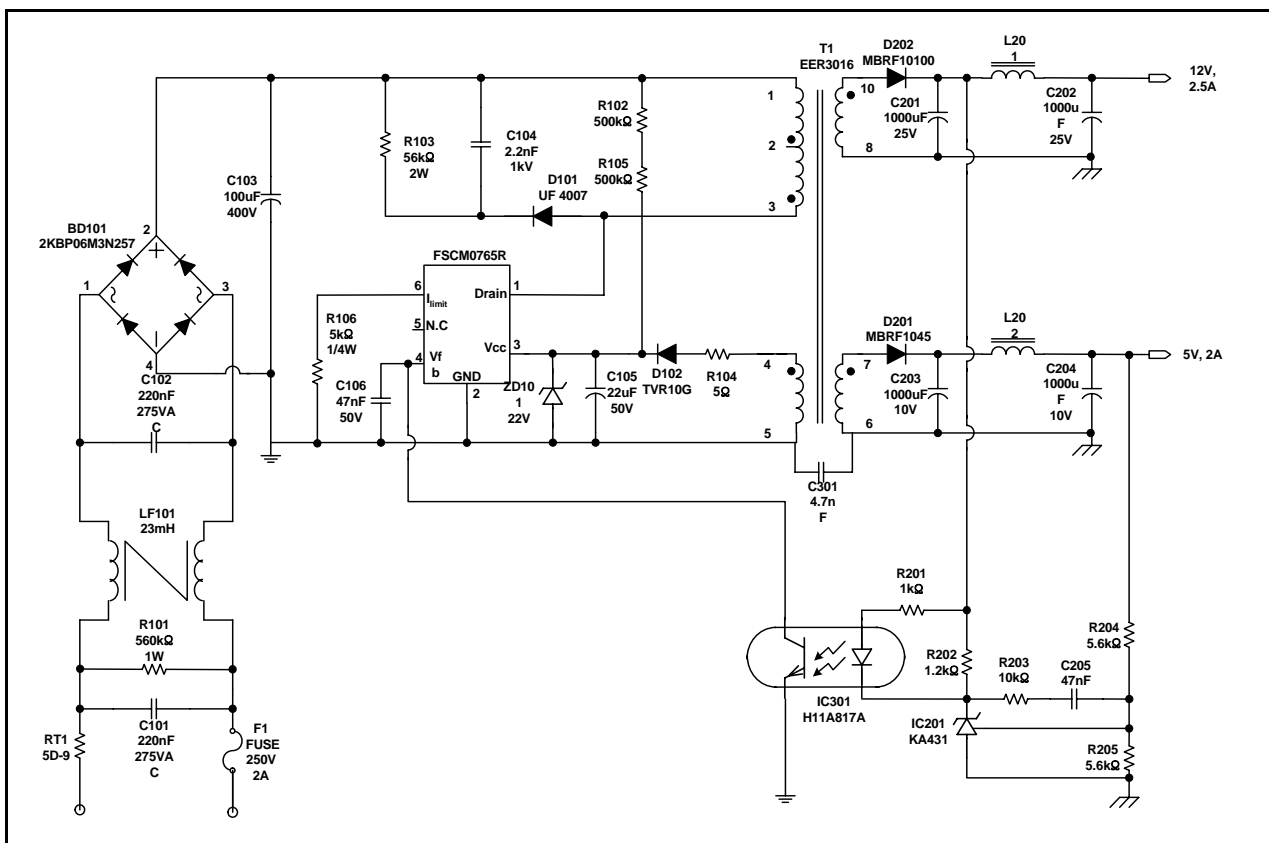 T1
EER3016
D202
MBRF10100
L20
1
12V,
2.5A
1
10
C201
1000uF
25V
C202
1000u
F
25V
R102
500kΩ
R103
56kΩ
2W
C104
2.2nF
1kV
2
8
R105
500kΩ
C103
100uF
400V
D101
UF 4007
3
BD101
2KBP06M3N257
2
1
3
4
FSCM0765R
6
Ilimit
Drain
1
5
N.C
R106
5kΩ
1/4W
4
Vf
b
Vcc
3
GND
2
C106
47nF
50V
ZD10
1
22V
C105
22uF
50V
D102
TVR10G
R104
5Ω
4
5
7
6
D201
MBRF1045
L20
2
5V, 2A
C203
1000uF
10V
C204
1000u
F
10V
C102
220nF
275VA
C
C301
4.7n
F
LF101
23mH
R201
1kΩ
R101
560kΩ
1W
R202
1.2kΩ
R203
10kΩ
C205
47nF
R204
5.6kΩ
IC301
H11A817A
IC201
KA431
R205
5.6kΩ
RT1
5D-9
C101
220nF
275VA
C
F1
FUSE
250V
2A